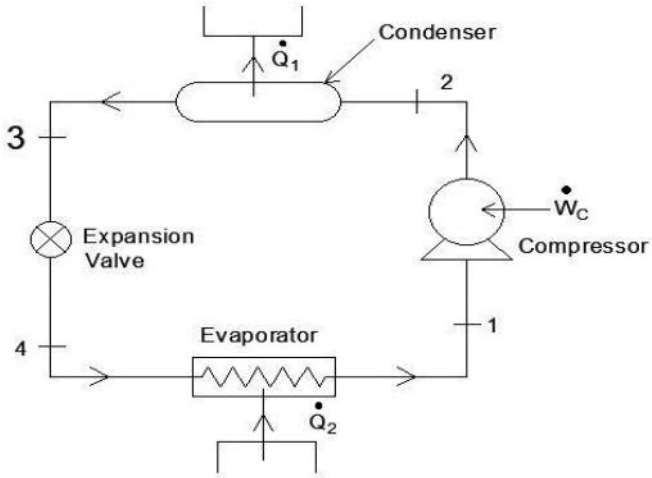 Condenser
Q̇1
2
3
ẆC
Expansion
Valve
Compressor
Evaporator
1
4
Q̇2